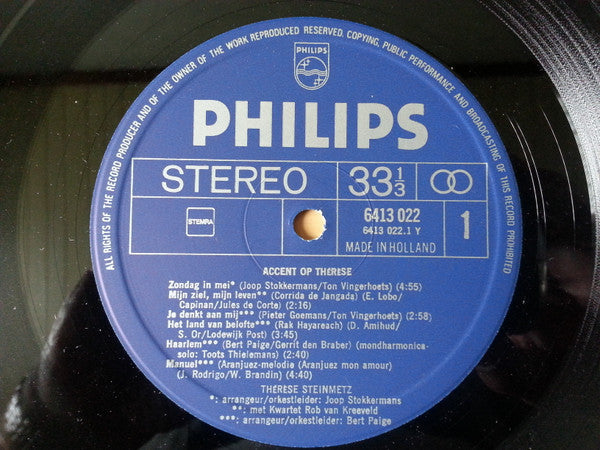 ALL RIGHTS OF THE RECORD PRODUCER AND OF THE OWNER OF THE WORK REPRODUCED RESERVED. COPYING, PUBLIC PERFORMANCE AND BROADCASTING OF THIS RECORD PROHIBITED
PHILIPS
PHILIPS
STEREO
33 1/3
STEMRA
6413 022
6413 022.1 Y
MADE IN HOLLAND
1
ACCENT OP THÉRÈSE
Zondag in mei* (Joop Stokkermans/Ton Vingerhoets) (4:55)
Mijn ziel, mijn leven** (Corrida de Jangada) (E. Lobo/
Capinan/Jules de Corte) (2:16)
Je denkt aan mij*** (Pieter Goemans/Ton Vingerhoets) (2:58)
Het land van belofte*** (Rak Hayareach) (D. Amihud/
S. Or/Lodewijk Post) (3:45)
Haarlem*** (Bert Paige/Gerrit den Braber) (mondharmonica-
solo: Toots Thielemans) (2:40)
Manuel*** (Aranjuez-melodie) (Aranjuez mon amour)
(J. Rodrigo/W. Brandin) (4:40)
THÉRÈSE STEINMETZ
*: arrangeur/orkestleider: Joop Stokkermans
**: met Kwartet Rob van Kreeveld
***: arrangeur/orkestleider: Bert Paige